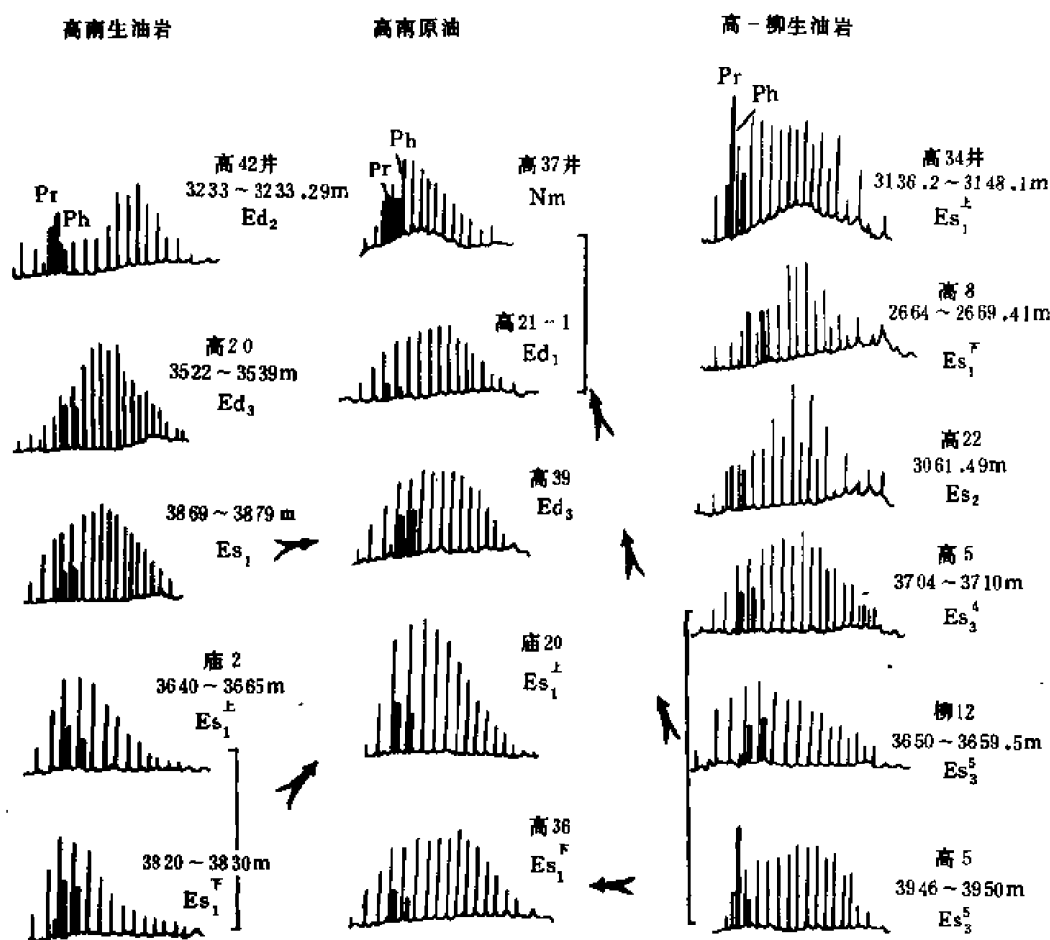 高南生油岩
高42井
3233～3233.29m
Ed₂
Pr
Ph
高20
3522～3539m
Ed₃
3869～3879m
Es₁
庙2
3640～3665m
Es₁上
3820～3830m
Es₁下
高南原油
Ph
Pr
高37井
Nm
高21-1
Ed₁
高39
Ed₃
庙20
Es₁上
高36
Es₁下
高-柳生油岩
Pr
Ph
高34井
3136.2～3148.1m
Es₁上
高8
2664～2669.41m
Es₁下
高22
3061.49m
Es₂
高5
3704～3710m
Es₃⁴
柳12
3650～3659.5m
Es₃⁵
高5
3946～3950m
Es₃⁵